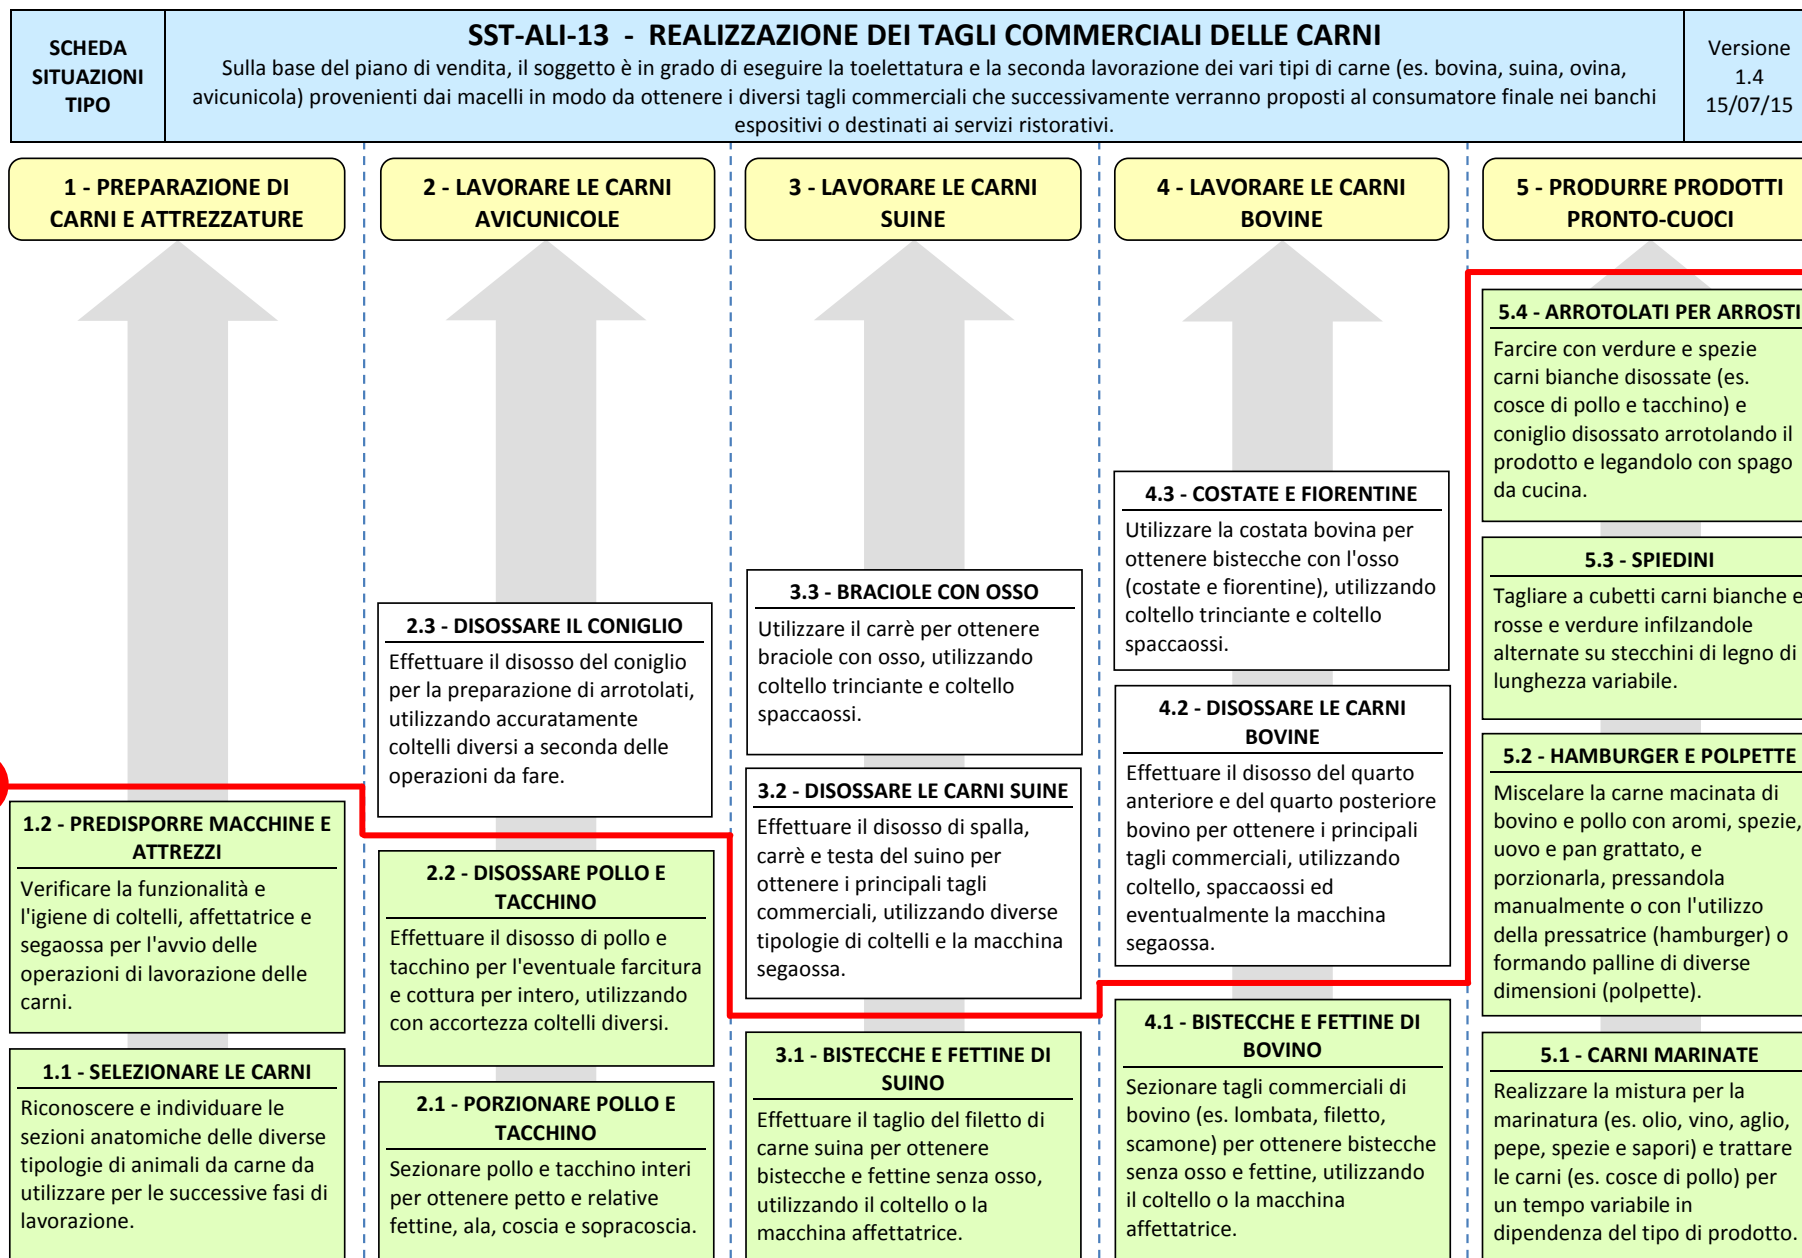 SCHEDA
SITUAZIONI
TIPO
SST-ALI-13 - REALIZZAZIONE DEI TAGLI COMMERCIALI DELLE CARNI
Sulla base del piano di vendita, il soggetto è in grado di eseguire la toelettatura e la seconda lavorazione dei vari tipi di carne (es. bovina, suina, ovina,
avicunicola) provenienti dai macelli in modo da ottenere i diversi tagli commerciali che successivamente verranno proposti al consumatore finale nei banchi
espositivi o destinati ai servizi ristorativi.
Versione
1.4
15/07/15
1 - PREPARAZIONE DI
CARNI E ATTREZZATURE
1.2 - PREDISPORRE MACCHINE E
ATTREZZI
Verificare la funzionalità e
l'igiene di coltelli, affettatrice e
segaossa per l'avvio delle
operazioni di lavorazione delle
carni.
1.1 - SELEZIONARE LE CARNI
Riconoscere e individuare le
sezioni anatomiche delle diverse
tipologie di animali da carne da
utilizzare per le successive fasi di
lavorazione.
2 - LAVORARE LE CARNI
AVICUNICOLE
2.3 - DISOSSARE IL CONIGLIO
Effettuare il disosso del coniglio
per la preparazione di arrotolati,
utilizzando accuratamente
coltelli diversi a seconda delle
operazioni da fare.
2.2 - DISOSSARE POLLO E
TACCHINO
Effettuare il disosso di pollo e
tacchino per l'eventuale farcitura
e cottura per intero, utilizzando
con accortezza coltelli diversi.
2.1 - PORZIONARE POLLO E
TACCHINO
Sezionare pollo e tacchino interi
per ottenere petto e relative
fettine, ala, coscia e sopracoscia.
3 - LAVORARE LE CARNI
SUINE
3.3 - BRACIOLE CON OSSO
Utilizzare il carrè per ottenere
braciole con osso, utilizzando
coltello trinciante e coltello
spaccaossi.
3.2 - DISOSSARE LE CARNI SUINE
Effettuare il disosso di spalla,
carrè e testa del suino per
ottenere i principali tagli
commerciali, utilizzando diverse
tipologie di coltelli e la macchina
segaossa.
3.1 - BISTECCHE E FETTINE DI
SUINO
Effettuare il taglio del filetto di
carne suina per ottenere
bistecche e fettine senza osso,
utilizzando il coltello o la
macchina affettatrice.
4 - LAVORARE LE CARNI
BOVINE
4.3 - COSTATE E FIORENTINE
Utilizzare la costata bovina per
ottenere bistecche con l'osso
(costate e fiorentine), utilizzando
coltello trinciante e coltello
spaccaossi.
4.2 - DISOSSARE LE CARNI
BOVINE
Effettuare il disosso del quarto
anteriore e del quarto posteriore
bovino per ottenere i principali
tagli commerciali, utilizzando
coltello, spaccaossi ed
eventualmente la macchina
segaossa.
4.1 - BISTECCHE E FETTINE DI
BOVINO
Sezionare tagli commerciali di
bovino (es. lombata, filetto,
scamone) per ottenere bistecche
senza osso e fettine, utilizzando
il coltello o la macchina
affettatrice.
5 - PRODURRE PRODOTTI
PRONTO-CUOCI
5.4 - ARROTOLATI PER ARROSTI
Farcire con verdure e spezie
carni bianche disossate (es.
cosce di pollo e tacchino) e
coniglio disossato arrotolando il
prodotto e legandolo con spago
da cucina.
5.3 - SPIEDINI
Tagliare a cubetti carni bianche e
rosse e verdure infilzandole
alternate su stecchini di legno di
lunghezza variabile.
5.2 - HAMBURGER E POLPETTE
Miscelare la carne macinata di
bovino e pollo con aromi, spezie,
uovo e pan grattato, e
porzionarla, pressandola
manualmente o con l'utilizzo
della pressatrice (hamburger) o
formando palline di diverse
dimensioni (polpette).
5.1 - CARNI MARINATE
Realizzare la mistura per la
marinatura (es. olio, vino, aglio,
pepe, spezie e sapori) e trattare
le carni (es. cosce di pollo) per
un tempo variabile in
dipendenza del tipo di prodotto.